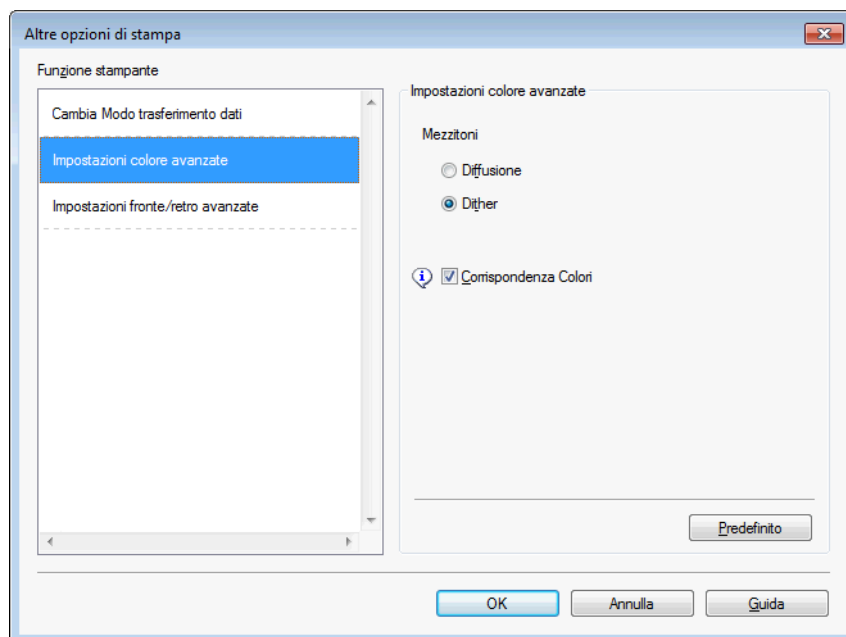 Altre opzioni di stampa
Funzione stampante
Cambia Modo trasferimento dati
Impostazioni colore avanzate
Impostazioni fronte/retro avanzate
Impostazioni colore avanzate
Mezzitoni
Diffusione
Dither
Corrispondenza Colori
Predefinito
OK
Annulla
Guida